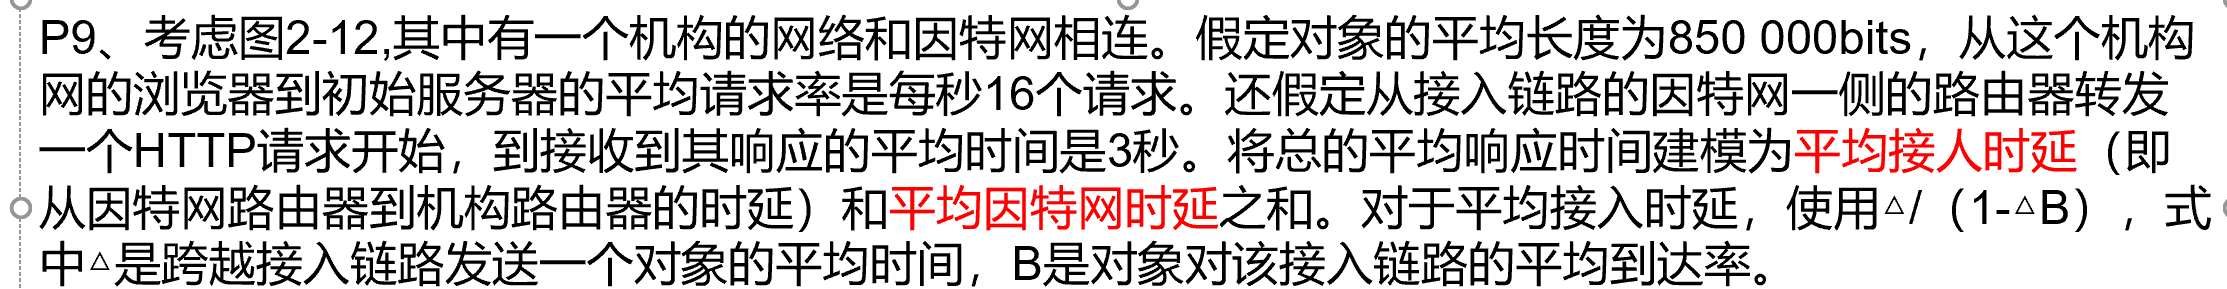 P9、考虑图2-12,其中有一个机构的网络和因特网相连。假定对象的平均长度为850 000bits，从这个机构
网的浏览器到初始服务器的平均请求率是每秒16个请求。还假定从接入链路的因特网一侧的路由器转发
一个HTTP请求开始，到接收到其响应的平均时间是3秒。将总的平均响应时间建模为平均接人时延（即
从因特网路由器到机构路由器的时延）和平均因特网时延之和。对于平均接入时延，使用△/（1-△B），式
中△是跨越接入链路发送一个对象的平均时间，B是对象对该接入链路的平均到达率。